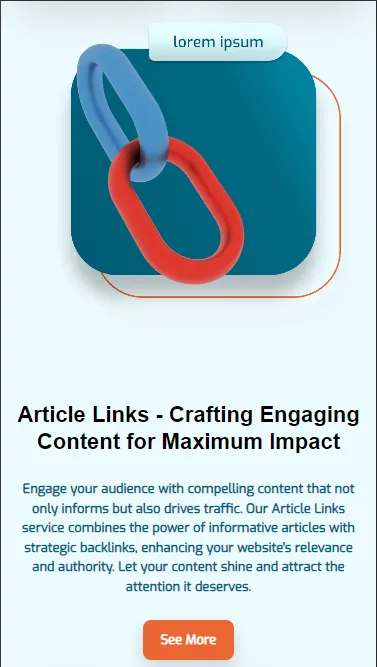 lorem ipsum
Article Links - Crafting Engaging
Content for Maximum Impact
Engage your audience with compelling content that not
only informs but also drives traffic. Our Article Links
service combines the power of informative articles with
strategic backlinks, enhancing your website's relevance
and authority. Let your content shine and attract the
attention it deserves.
See More